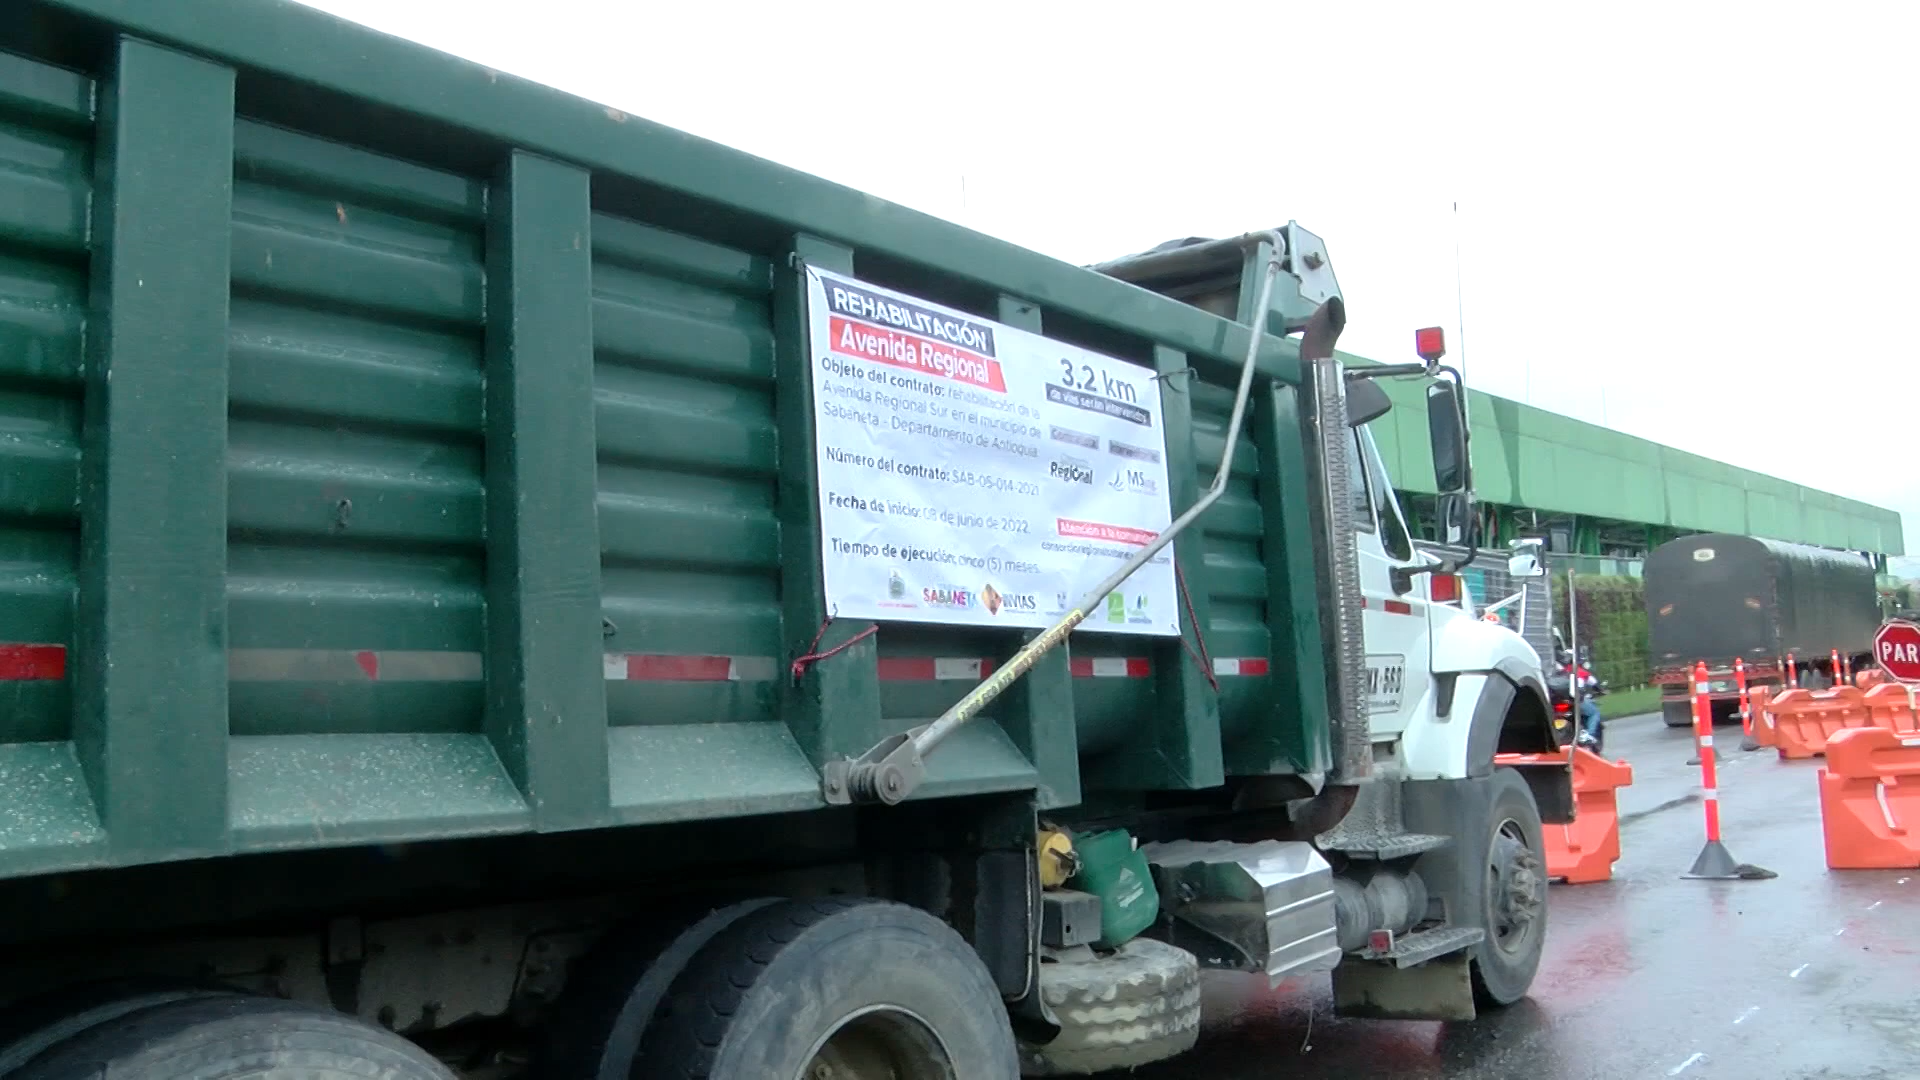 REHABILITACIÓN
Avenida Regional
Objeto del contrato: rehabilitación de la
Avenida Regional Sur en el municipio de
Sabaneta - Departamento de Antioquia
Número del contrato: SAB-05-014-2021
Fecha de inicio: 08 de junio de 2022
Tiempo de ejecución: cinco (5) meses
3.2 km
de vías serán intervenidos
Contratista
Regional
MS
Atención a la comunidad
SABANETA
INVIAS
PAR